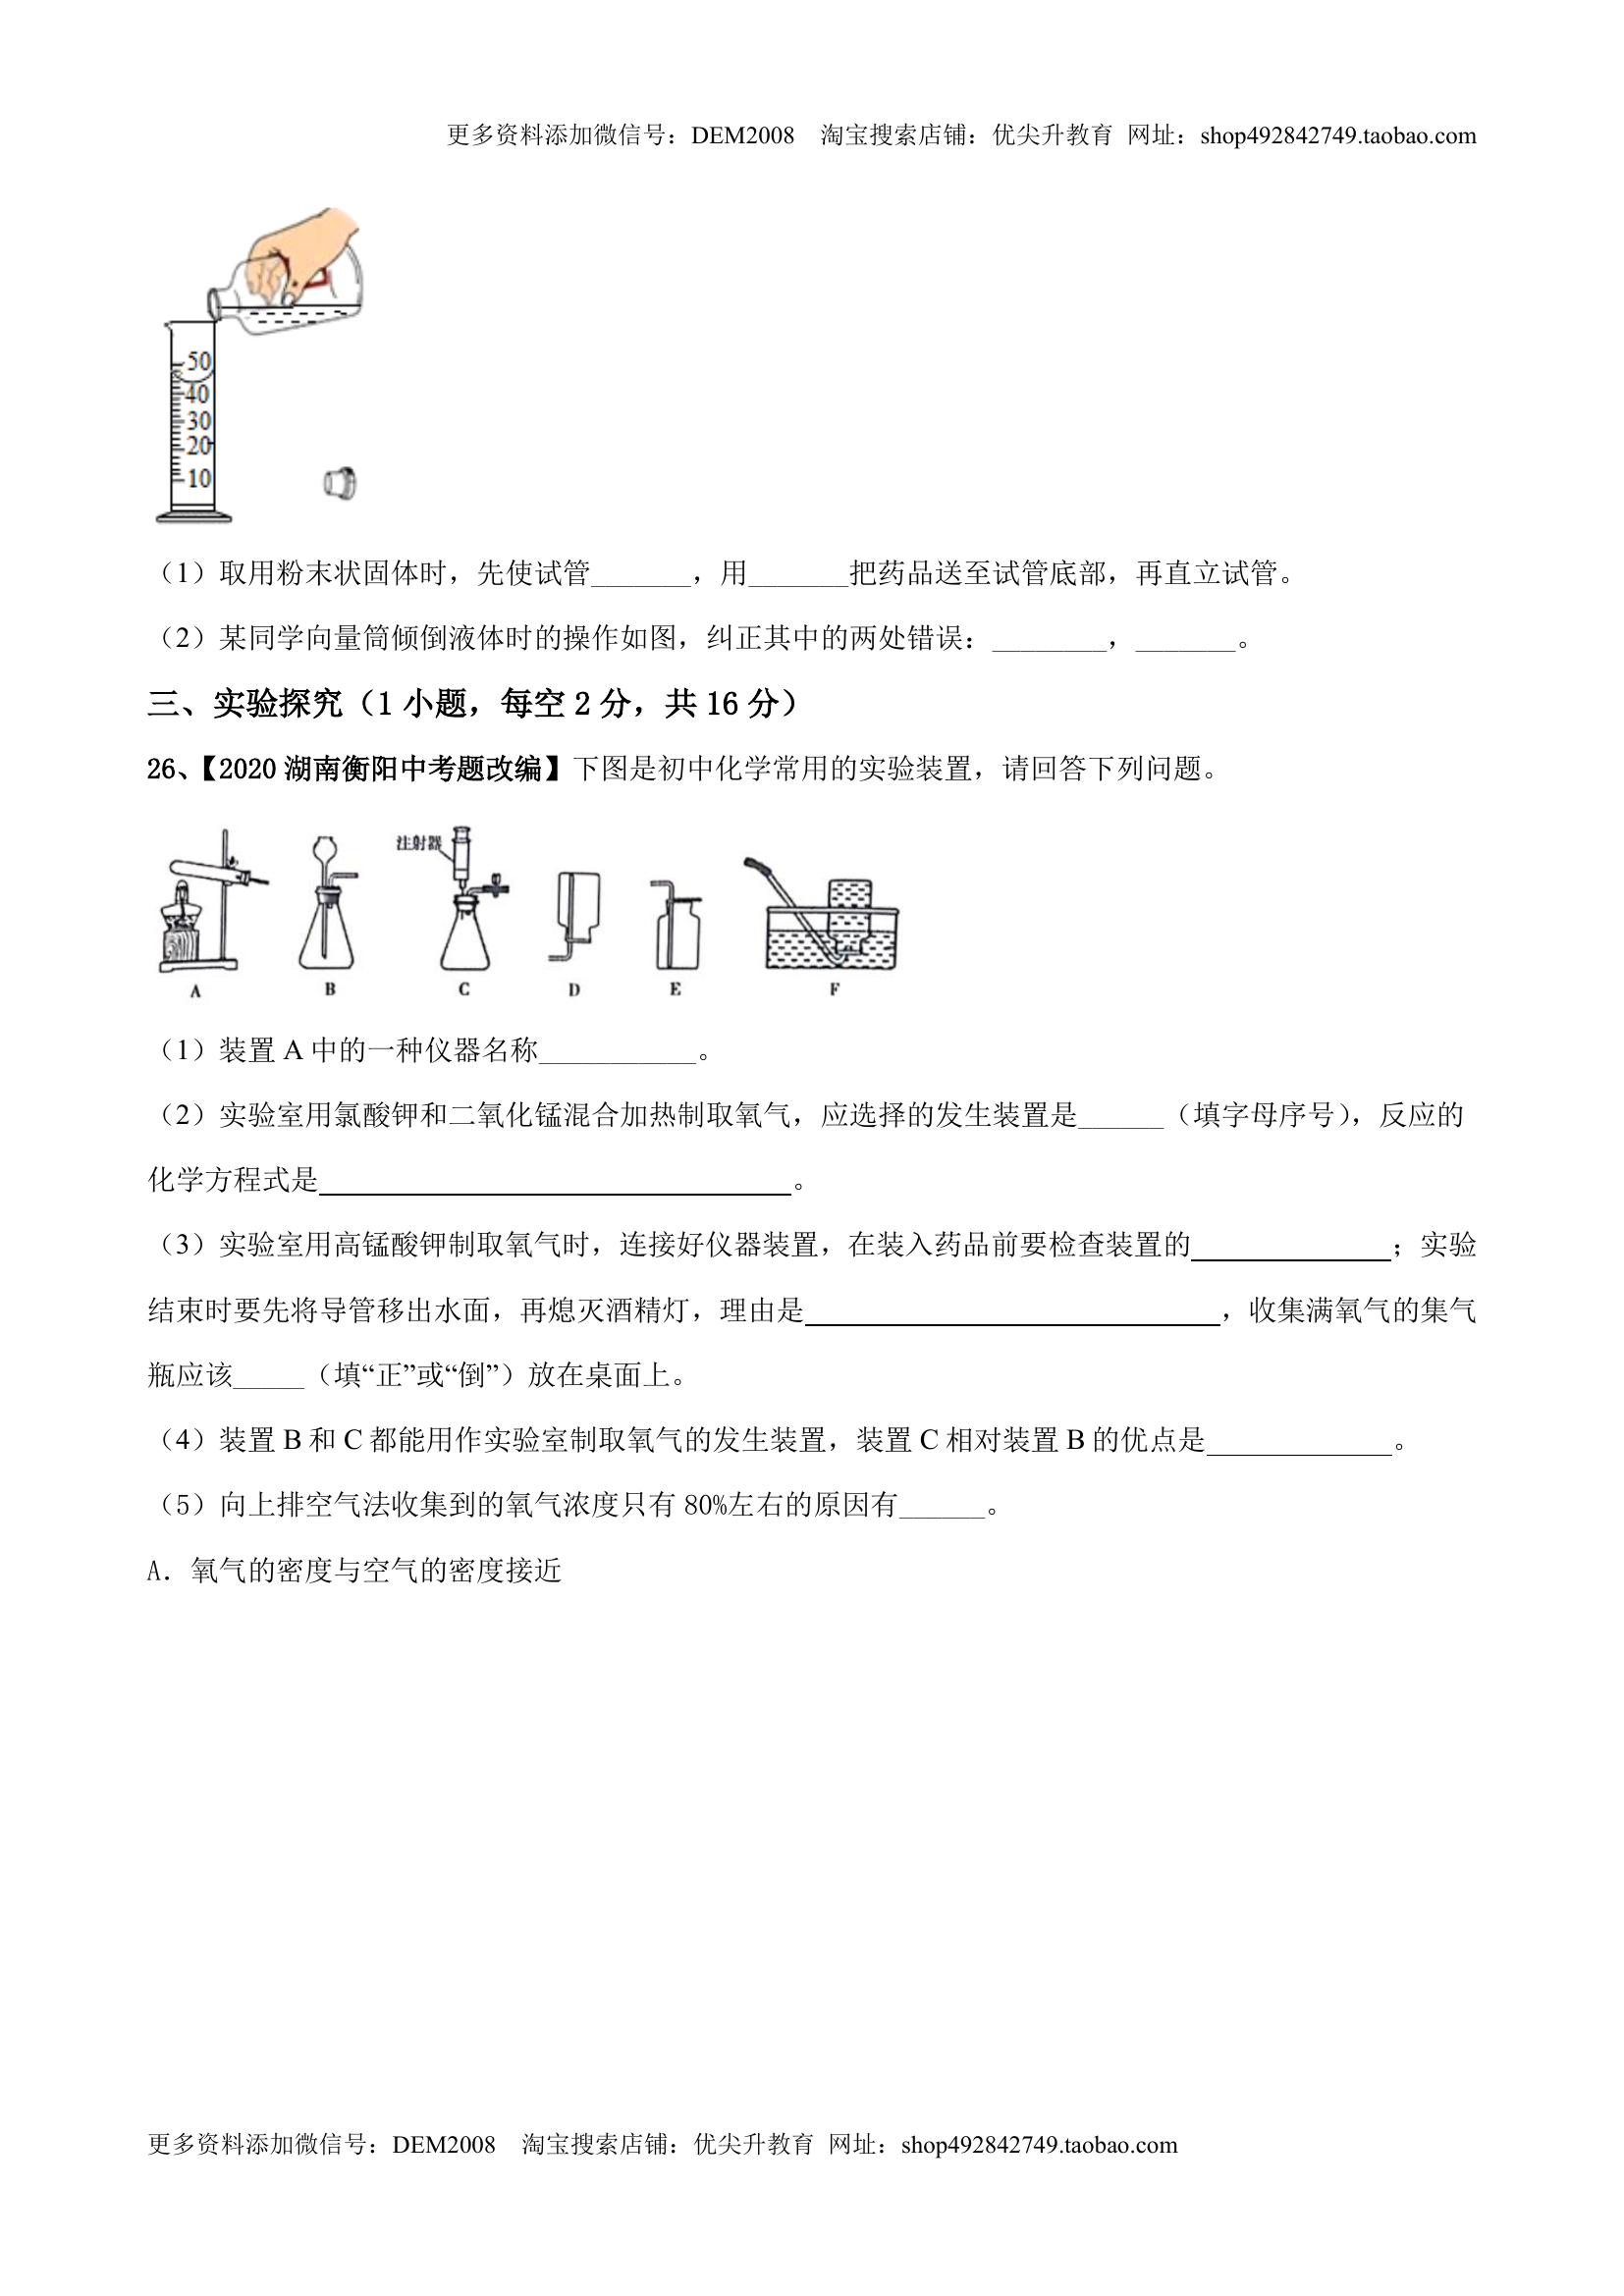 更多资料添加微信号：DEM2008　淘宝搜索店铺：优尖升教育 网址：shop492842749.taobao.com
50
40
30
20
10
（1）取用粉末状固体时，先使试管_______，用_______把药品送至试管底部，再直立试管。
（2）某同学向量筒倾倒液体时的操作如图，纠正其中的两处错误：________，_______。
三、实验探究（1 小题，每空 2 分，共 16 分）
26、【2020 湖南衡阳中考题改编】下图是初中化学常用的实验装置，请回答下列问题。
注射器
A B C D E F
（1）装置 A 中的一种仪器名称___________。
（2）实验室用氯酸钾和二氧化锰混合加热制取氧气，应选择的发生装置是______（填字母序号），反应的
化学方程式是_________________________________。
（3）实验室用高锰酸钾制取氧气时，连接好仪器装置，在装入药品前要检查装置的______________；实验
结束时要先将导管移出水面，再熄灭酒精灯，理由是_____________________________，收集满氧气的集气
瓶应该_____（填“正”或“倒”）放在桌面上。
（4）装置 B 和 C 都能用作实验室制取氧气的发生装置，装置 C 相对装置 B 的优点是_____________。
（5）向上排空气法收集到的氧气浓度只有 80%左右的原因有______。
A．氧气的密度与空气的密度接近
更多资料添加微信号：DEM2008　淘宝搜索店铺：优尖升教育 网址：shop492842749.taobao.com